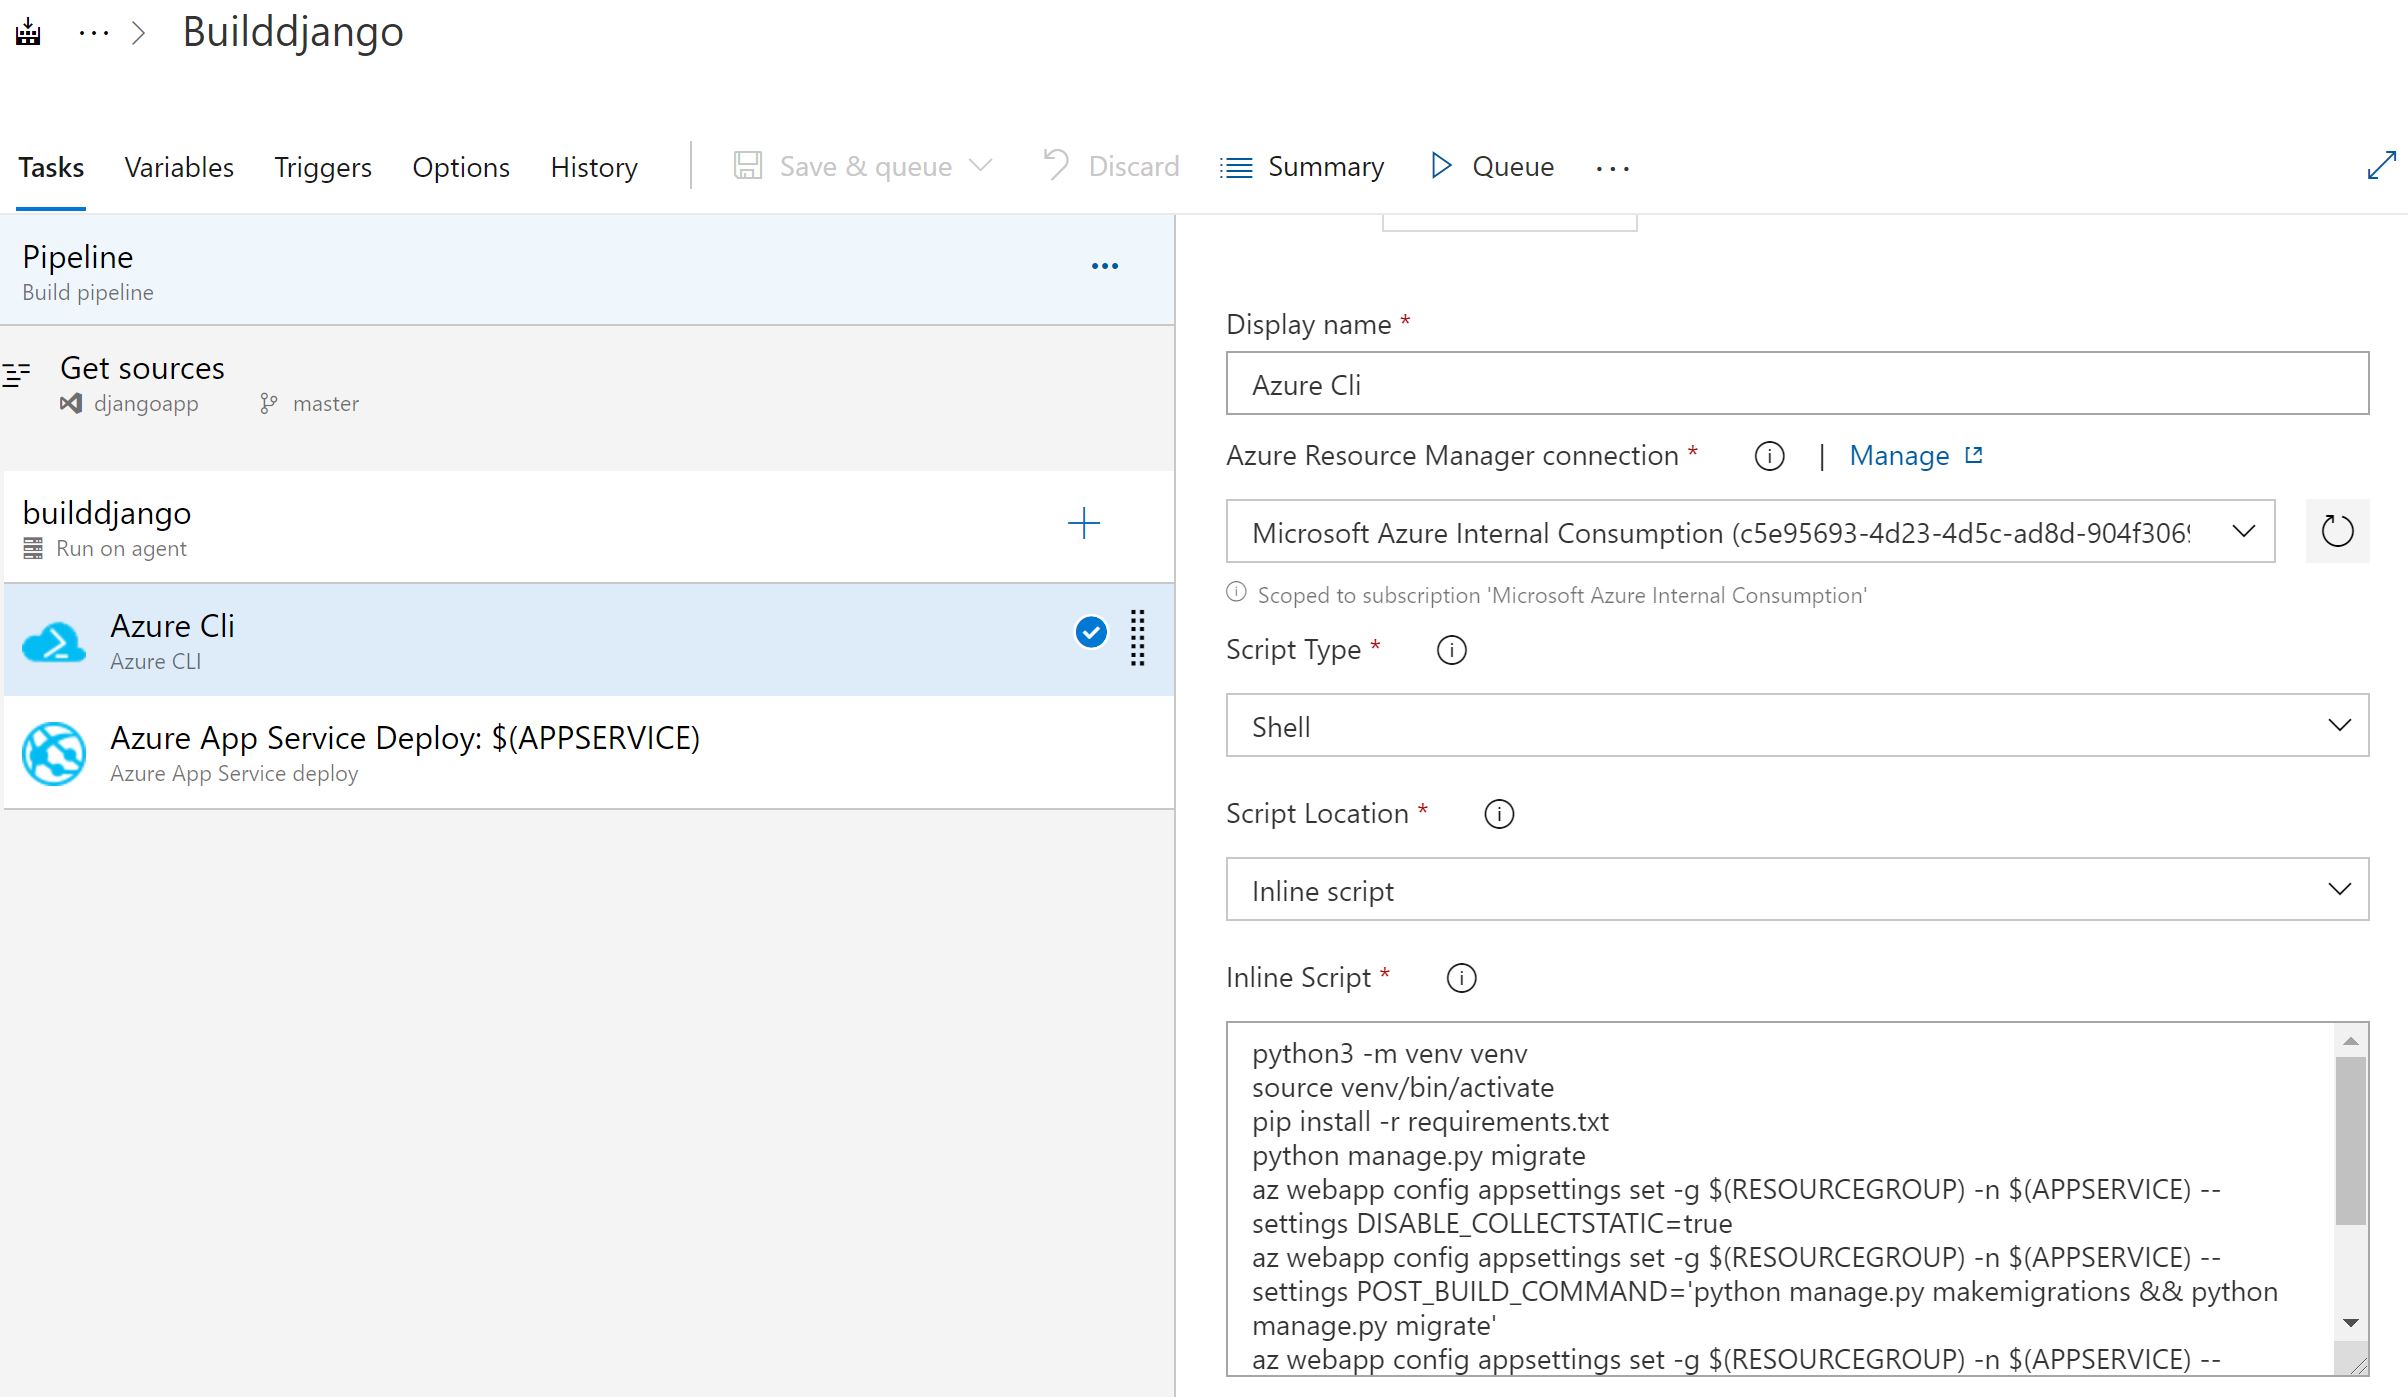 Builddjango
Tasks Variables Triggers Options History Save & queue Discard Summary Queue
Pipeline
Build pipeline
Get sources
djangoapp master
builddjango
Run on agent
Azure Cli
Azure CLI
Azure App Service Deploy: $(APPSERVICE)
Azure App Service deploy
Display name *
Azure Cli
Azure Resource Manager connection * | Manage
Microsoft Azure Internal Consumption (c5e95693-4d23-4d5c-ad8d-904f3069
Scoped to subscription 'Microsoft Azure Internal Consumption'
Script Type *
Shell
Script Location *
Inline script
Inline Script *
python3 -m venv venv
source venv/bin/activate
pip install -r requirements.txt
python manage.py migrate
az webapp config appsettings set -g $(RESOURCEGROUP) -n $(APPSERVICE) --
settings DISABLE_COLLECTSTATIC=true
az webapp config appsettings set -g $(RESOURCEGROUP) -n $(APPSERVICE) --
settings POST_BUILD_COMMAND='python manage.py makemigrations && python
manage.py migrate'
az webapp config appsettings set -g $(RESOURCEGROUP) -n $(APPSERVICE) --